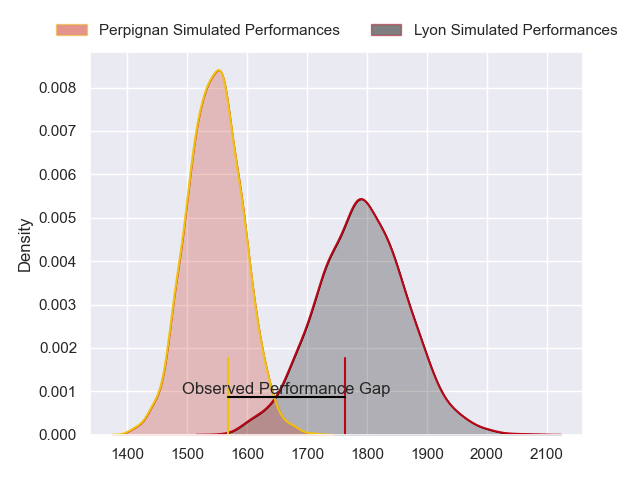 Perpignan Simulated Performances Lyon Simulated Performances
0.008
0.007
0.006
0.005
0.004
0.003
0.002
0.001
0.000
Density
Observed Performance Gap
1400 1500 1600 1700 1800 1900 2000 2100